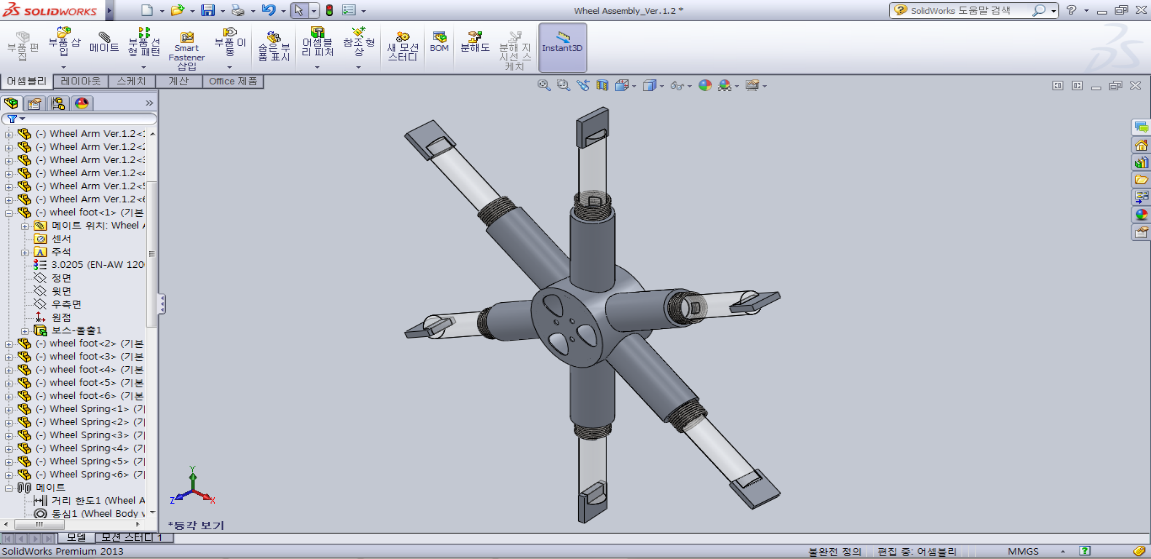 SOLIDWORKS
Wheel Assembly_Ver.1.2 *
SolidWorks 도움말 검색
부품 편집
부품 삽입
메이트
부품 선형 패턴
Smart Fastener 삽입
부품 이동
숨은 부품 표시
어셈블리 피처
참조 형상
새 모션 스터디
BOM
분해도
분해 지시선 스케치
Instant3D
어셈블리 레이아웃 스케치 계산 Office 제품
(-) Wheel Arm Ver.1.2<1
(-) Wheel Arm Ver.1.2<2
(-) Wheel Arm Ver.1.2<3
(-) Wheel Arm Ver.1.2<4
(-) Wheel Arm Ver.1.2<5
(-) Wheel Arm Ver.1.2<6
(-) wheel foot<1> (기본
메이트 위치: Wheel A
센서
주석
3.0205 (EN-AW 120
정면
윗면
우측면
원점
보스-돌출1
(-) wheel foot<2> (기본
(-) wheel foot<3> (기본
(-) wheel foot<4> (기본
(-) wheel foot<5> (기본
(-) wheel foot<6> (기본
(-) Wheel Spring<1> (기
(-) Wheel Spring<2> (기
(-) Wheel Spring<3> (기
(-) Wheel Spring<4> (기
(-) Wheel Spring<5> (기
(-) Wheel Spring<6> (기
메이트
거리 한도1 (Wheel A
동심1 (Wheel Body v
Y
Z X
*등각 보기
모델 모션 스터디 1
SolidWorks Premium 2013 불완전 정의 편집 중: 어셈블리 MMGS